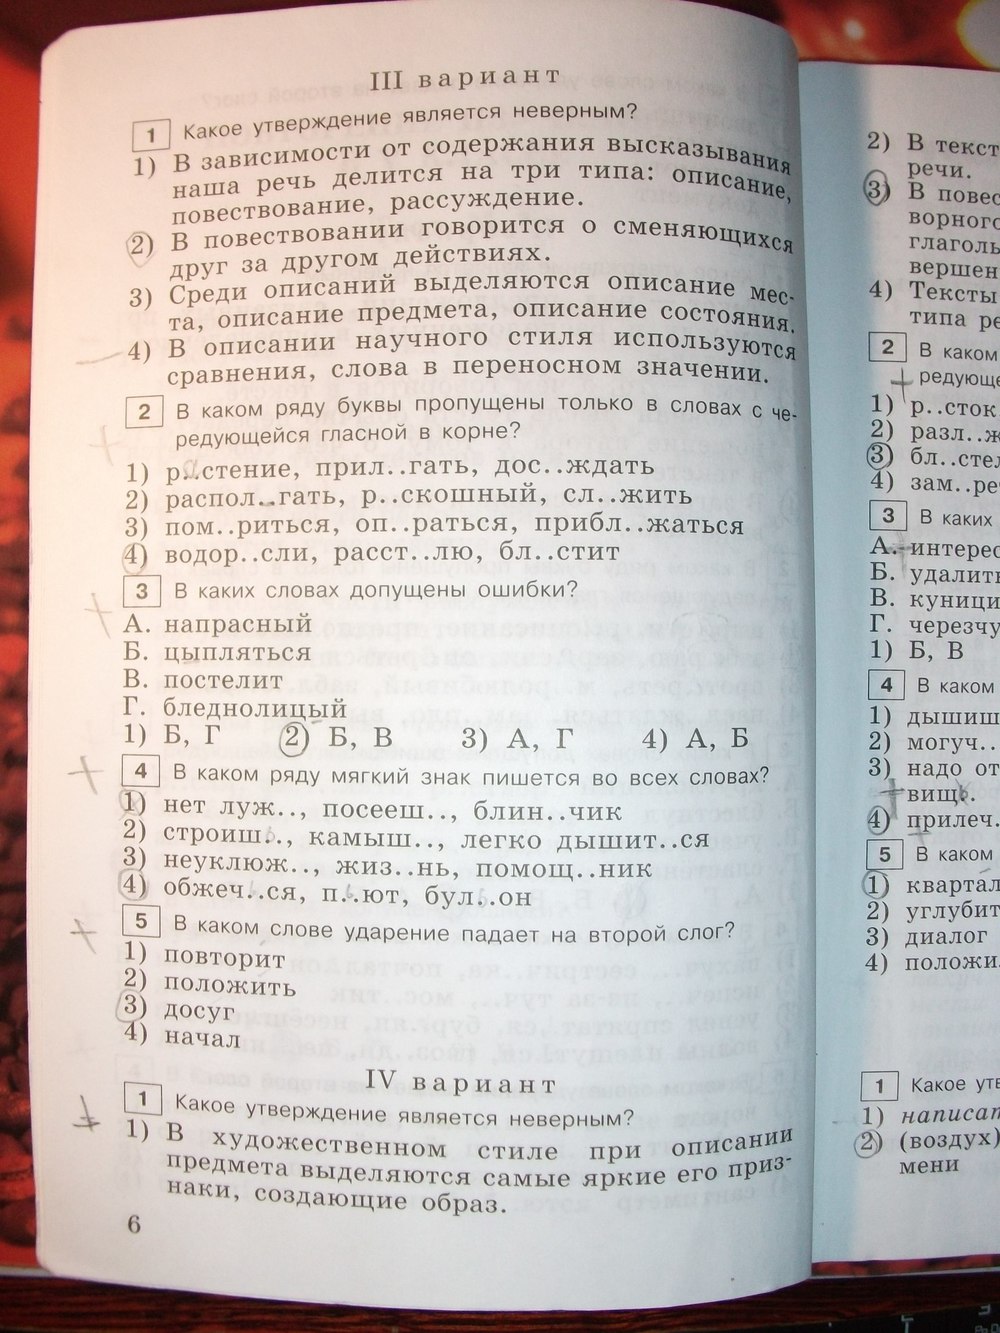 III вариант
1 Какое утверждение является неверным?
1) В зависимости от содержания высказывания
наша речь делится на три типа: описание,
повествование, рассуждение.
2) В повествовании говорится о сменяющихся
друг за другом действиях.
3) Среди описаний выделяются описание мес-
та, описание предмета, описание состояния.
4) В описании научного стиля используются
сравнения, слова в переносном значении.
2 В каком ряду буквы пропущены только в словах с че-
редующейся гласной в корне?
1) р..стение, прил..гать, дос..ждать
2) распол..гать, р..скошный, сл..жить
3) пом..риться, оп..раться, прибл..жаться
4) водор..сли, расст..лю, бл..стит
3 В каких словах допущены ошибки?
А. напрасный
Б. цыпляться
В. постелит
Г. бледнолицый
1) Б, Г 2) Б, В 3) А, Г 4) А, Б
4 В каком ряду мягкий знак пишется во всех словах?
1) нет луж.., посееш.., блин..чик
2) строиш.., камыш.., легко дышит..ся
3) неуклюж.., жиз..нь, помощ..ник
4) обжеч..ся, п..ют, бул..он
5 В каком слове ударение падает на второй слог?
1) повторит
2) положить
3) досуг
4) начал
IV вариант
1 Какое утверждение является неверным?
1) В художественном стиле при описании
предмета выделяются самые яркие его приз-
наки, создающие образ.
6
2) В текст
речи.
3) В повес
ворного
глаголь
вершен
4) Тексты
типа ре
2 В каком
редующе
1) р..сток
2) разл..ж
3) бл..стел
4) зам..ре
3 В каких
А. интерес
Б. удалить
В. куници
Г. черезчу
1) Б, В
4 В каком
1) дышиш
2) могуч..
3) надо от
вищ..
4) прилеч.
5 В каком
1) квартал
2) углубит
3) диалог
4) положи
1 Какое утв
1) написат
2) (воздух)
мени